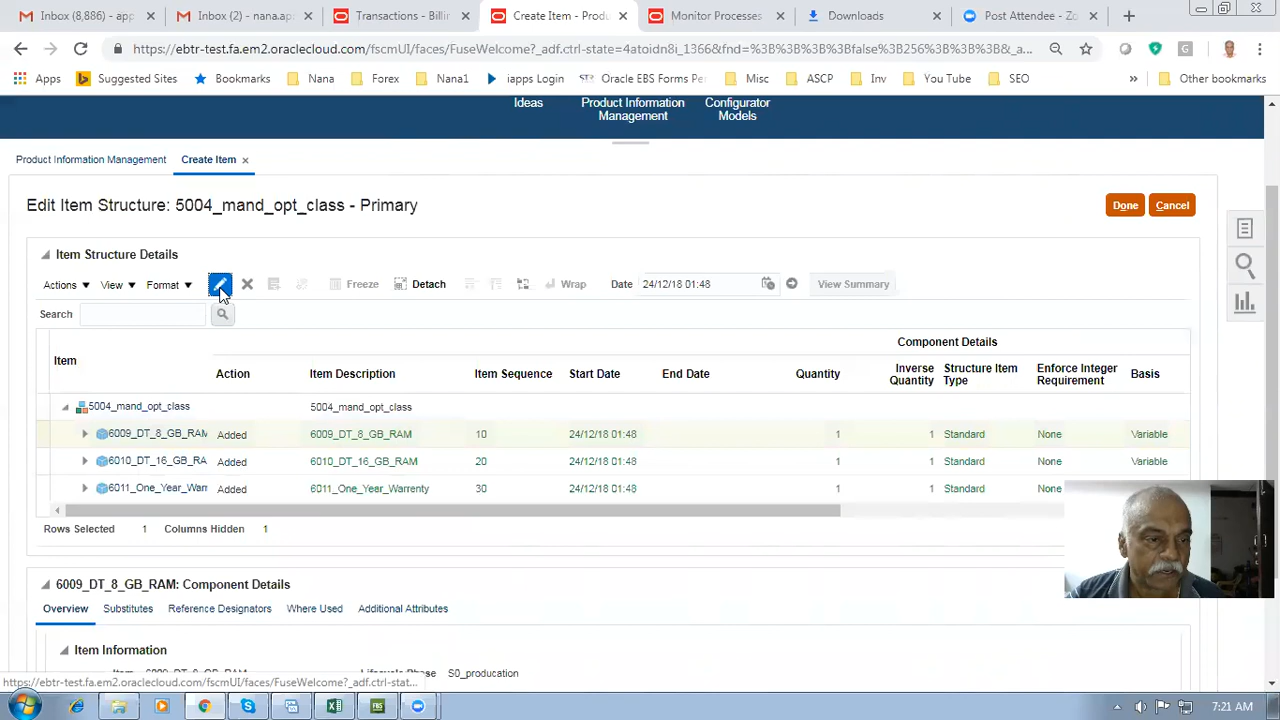 Inbox (3,886) - app
Inbox (2) - nana.ap
Transactions - Billin
Create Item - Produ
Monitor Processes
Downloads
Post Attendee - Zo
https://ebtr-test.fa.em2.oraclecloud.com/fscmUI/faces/FuseWelcome?_adf.ctrl-state=4atoidn8i_1366&fnd=%3B%3B%3B%3Bfalse%3B256%3B%3B%3B&_a...
Apps
Suggested Sites
Bookmarks
Nana
Forex
Nana1
iapps Login
Oracle EBS Forms Pe
Misc
ASCP
Inv
You Tube
SEO
»
Other bookmarks
Ideas
Product Information Management
Configurator Models
Product Information Management
Create Item
Edit Item Structure: 5004_mand_opt_class - Primary
Done
Cancel
Item Structure Details
Actions
View
Format
Freeze
Detach
Wrap
Date
24/12/18 01:48
View Summary
Search
Component Details
Item
Action
Item Description
Item Sequence
Start Date
End Date
Quantity
Inverse Quantity
Structure Item Type
Enforce Integer Requirement
Basis
5004_mand_opt_class 5004_mand_opt_class
6009_DT_8_GB_RAM Added 6009_DT_8_GB_RAM 10 24/12/18 01:48 1 1 Standard None Variable
6010_DT_16_GB_RA Added 6010_DT_16_GB_RAM 20 24/12/18 01:48 1 1 Standard None Variable
6011_One_Year_Warr Added 6011_One_Year_Warrenty 30 24/12/18 01:48 1 1 Standard None
Rows Selected 1 Columns Hidden 1
6009_DT_8_GB_RAM: Component Details
Overview
Substitutes
Reference Designators
Where Used
Additional Attributes
Item Information
Item 6009_DT_8_GB_RAM Lifecycle Phase S0_producation
https://ebtr-test.fa.em2.oraclecloud.com/fscmUI/faces/FuseWelcome?_adf.ctrl-stat...
7:21 AM